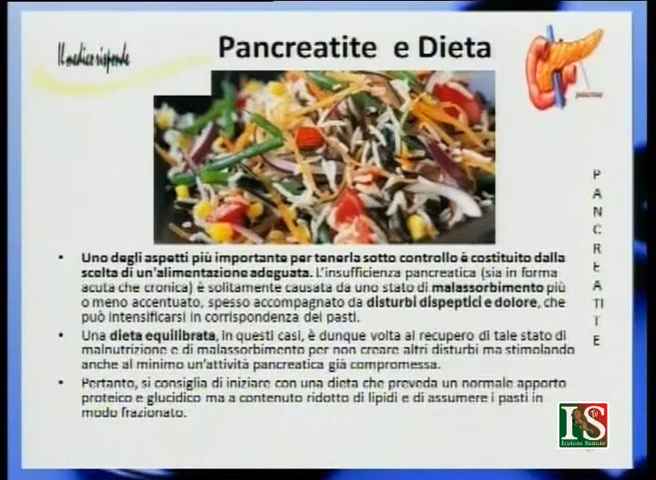 Il medico risponde
Pancreatite e Dieta
pancreas
Uno degli aspetti più importante per tenerla sotto controllo è costituito dalla
scelta di un'alimentazione adeguata. L'insufficienza pancreatica (sia in forma
acuta che cronica) è solitamente causata da uno stato di malassorbimento più
o meno accentuato, spesso accompagnato da disturbi dispeptici e dolore, che
può intensificarsi in corrispondenza dei pasti.
Una dieta equilibrata, in questi casi, è dunque volta al recupero di tale stato di
malnutrizione e di malassorbimento per non creare altri disturbi ma stimolando
anche al minimo un'attività pancreatica già compromessa.
Pertanto, si consiglia di iniziare con una dieta che preveda un normale apporto
proteico e glucidico ma a contenuto ridotto di lipidi e di assumere i pasti in
modo frazionato.
PANCREATITE
IS TV